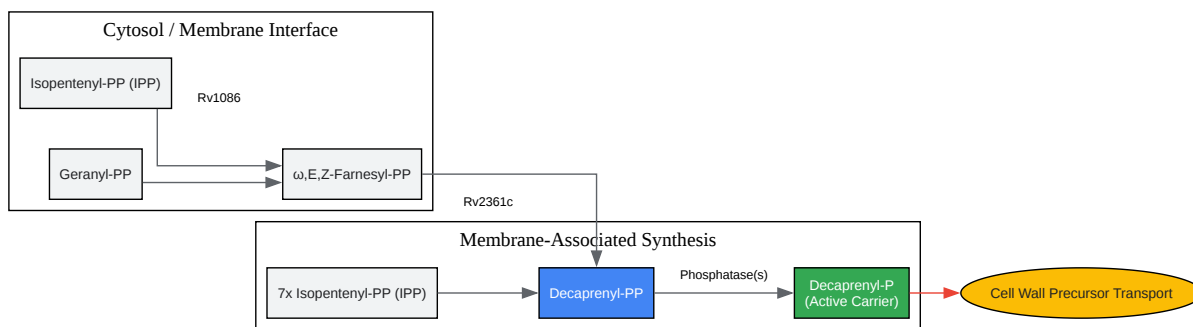 Cytosol / Membrane Interface
Isopentenyl-PP (IPP)
Rv1086
Geranyl-PP
ω,E,Z-Farnesyl-PP
Rv2361c
Membrane-Associated Synthesis
7x Isopentenyl-PP (IPP)
Decaprenyl-PP
Phosphatase(s)
Decaprenyl-P
(Active Carrier)
Cell Wall Precursor Transport